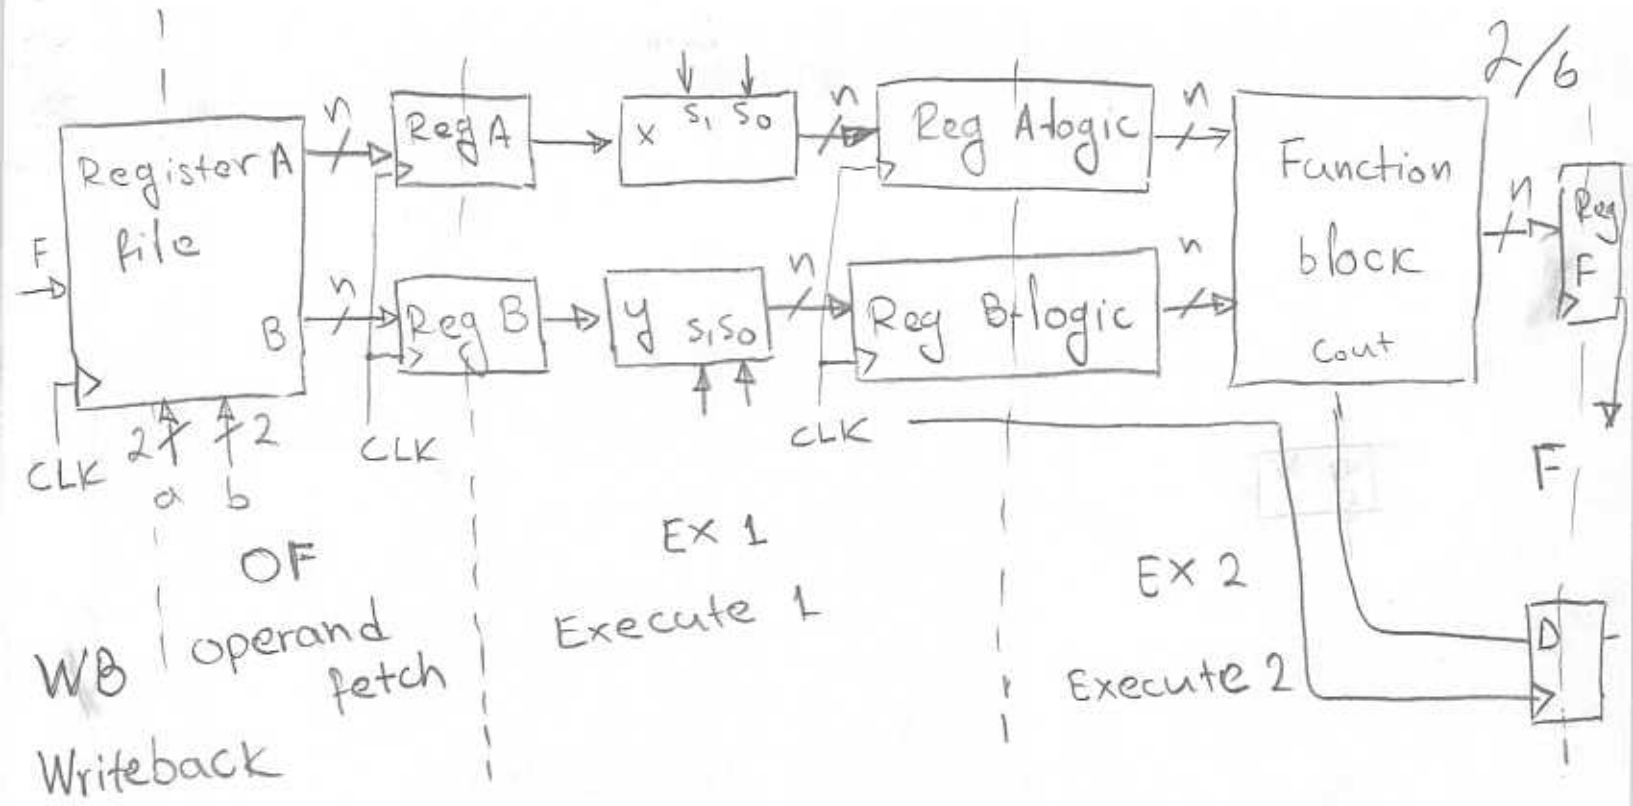 2/6
n
n
S1 S0
Reg A
X
Reg A-logic
Register A
file
Function
block
Cout
n
n
Reg
F
F
n
B
n
n
Reg B
y S1S0
Reg B-logic
CLK
2 2
CLK
CLK
a b
F
OF
operand
fetch
EX 1
Execute 1
EX 2
Execute 2
D
WB
Writeback